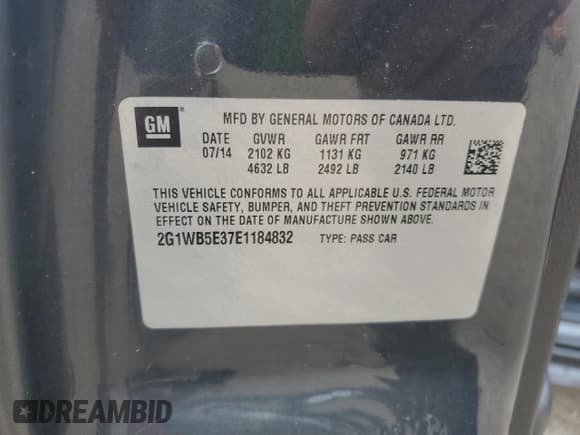 GM ®
MFD BY GENERAL MOTORS OF CANADA LTD.
DATE GVWR GAWR FRT GAWR RR
07/14 2102 KG 1131 KG 971 KG
4632 LB 2492 LB 2140 LB
THIS VEHICLE CONFORMS TO ALL APPLICABLE U.S. FEDERAL MOTOR
VEHICLE SAFETY, BUMPER, AND THEFT PREVENTION STANDARDS IN
EFFECT ON THE DATE OF MANUFACTURE SHOWN ABOVE.
2G1WB5E37E1184832 TYPE: PASS CAR
DREAMBID